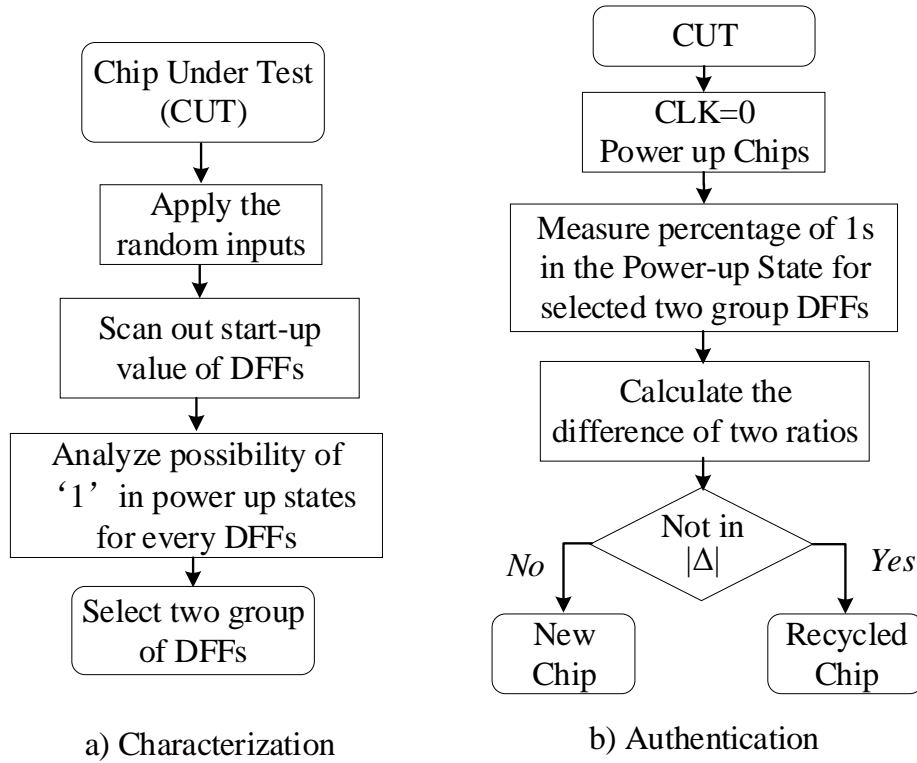 Chip Under Test
(CUT)
Apply the
random inputs
Scan out start-up
value of DFFs
Analyze possibility of
‘1’ in power up states
for every DFFs
Select two group
of DFFs
a) Characterization
CUT
CLK=0
Power up Chips
Measure percentage of 1s
in the Power-up State for
selected two group DFFs
Calculate the
difference of two ratios
Not in
|Δ|
No
Yes
New
Chip
Recycled
Chip
b) Authentication